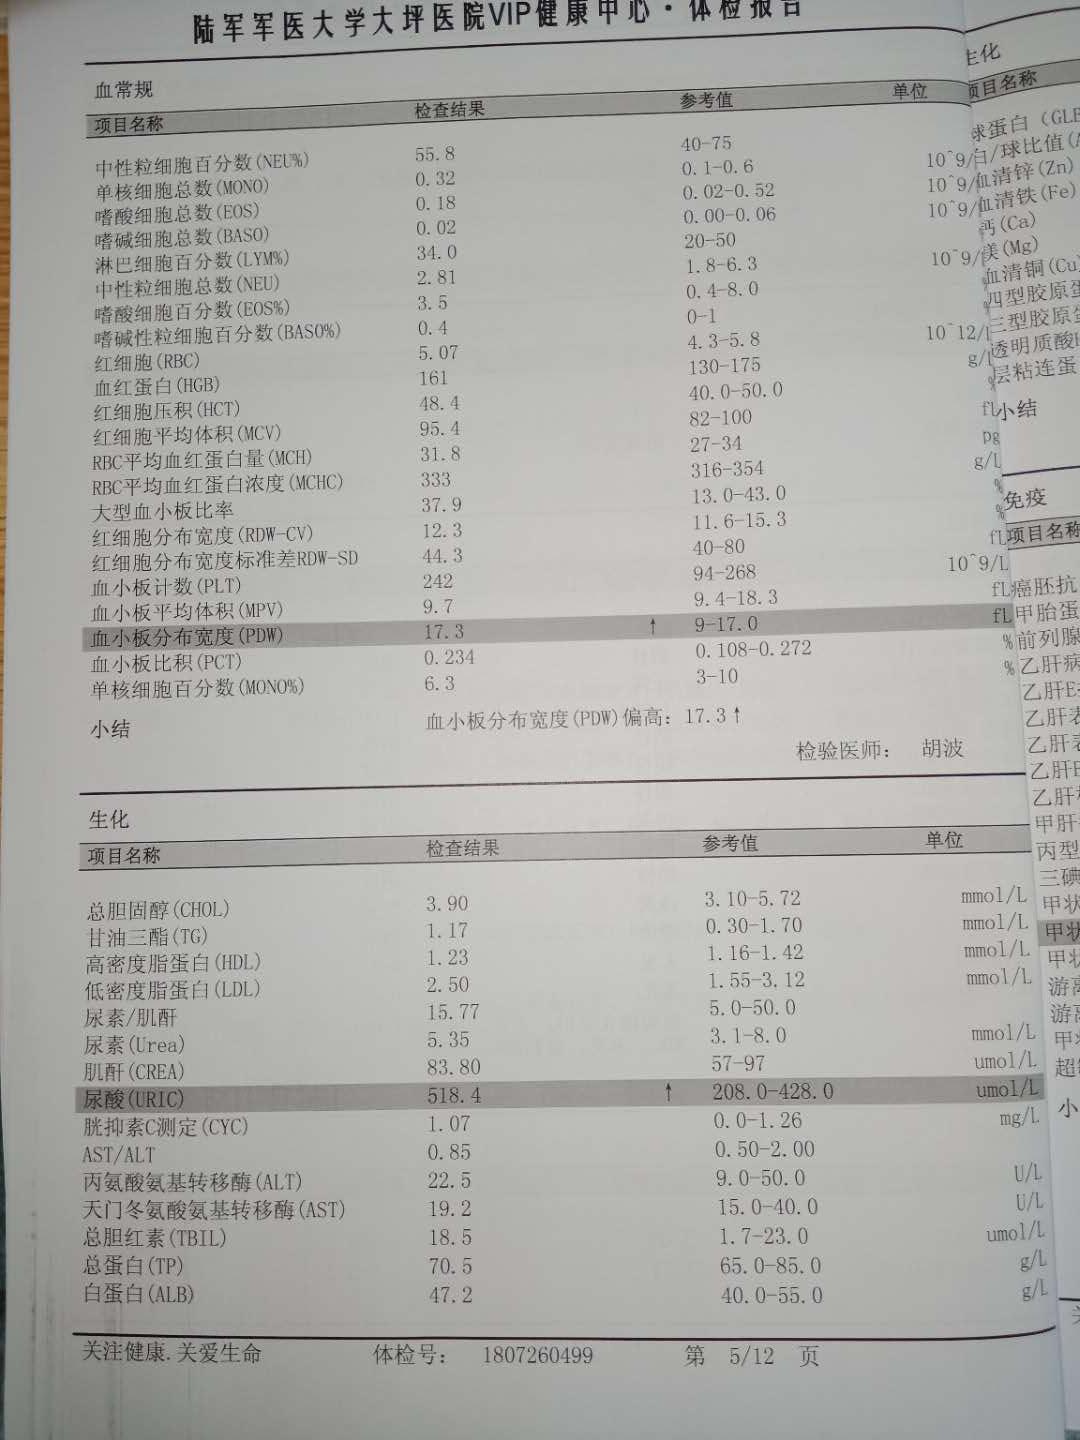 陆军军医大学大坪医院VIP健康中心·体检报告
血常规
项目名称 检查结果 参考值 单位
中性粒细胞百分数(NEU%) 55.8 40-75
单核细胞总数(MONO) 0.32 0.1-0.6 10^9/
嗜酸细胞总数(EOS) 0.18 0.02-0.52 10^9/
嗜碱细胞总数(BASO) 0.02 0.00-0.06 10^9/
淋巴细胞百分数(LYM%) 34.0 20-50
中性粒细胞总数(NEU) 2.81 1.8-6.3 10^9/
嗜酸细胞百分数(EOS%) 3.5 0.4-8.0 %
嗜碱性粒细胞百分数(BASO%) 0.4 0-1 %
红细胞(RBC) 5.07 4.3-5.8 10^12/
血红蛋白(HGB) 161 130-175 g/
红细胞压积(HCT) 48.4 40.0-50.0 %
红细胞平均体积(MCV) 95.4 82-100 fL
RBC平均血红蛋白量(MCH) 31.8 27-34 pg
RBC平均血红蛋白浓度(MCHC) 333 316-354 g/L
大型血小板比率 37.9 13.0-43.0 %
红细胞分布宽度(RDW-CV) 12.3 11.6-15.3 %
红细胞分布宽度标准差RDW-SD 44.3 40-80 fL
血小板计数(PLT) 242 94-268 10^9/L
血小板平均体积(MPV) 9.7 9.4-18.3 fL
血小板分布宽度(PDW) 17.3 ↑ 9-17.0 fL
血小板比积(PCT) 0.234 0.108-0.272 %
单核细胞百分数(MONO%) 6.3 3-10 %
小结 血小板分布宽度(PDW)偏高：17.3↑
检验医师： 胡波
生化
项目名称 检查结果 参考值 单位
总胆固醇(CHOL) 3.90 3.10-5.72 mmol/L
甘油三酯(TG) 1.17 0.30-1.70 mmol/L
高密度脂蛋白(HDL) 1.23 1.16-1.42 mmol/L
低密度脂蛋白(LDL) 2.50 1.55-3.12 mmol/L
尿素/肌酐 15.77 5.0-50.0
尿素(Urea) 5.35 3.1-8.0 mmol/L
肌酐(CREA) 83.80 57-97 umol/L
尿酸(URIC) 518.4 ↑ 208.0-428.0 umol/L
胱抑素C测定(CYC) 1.07 0.0-1.26 mg/L
AST/ALT 0.85 0.50-2.00
丙氨酸氨基转移酶(ALT) 22.5 9.0-50.0 U/L
天门冬氨酸氨基转移酶(AST) 19.2 15.0-40.0 U/L
总胆红素(TBIL) 18.5 1.7-23.0 umol/L
总蛋白(TP) 70.5 65.0-85.0 g/L
白蛋白(ALB) 47.2 40.0-55.0 g/L
关注健康.关爱生命 体检号： 1807260499 第 5/12 页
生化
项目名称
球蛋白（GLB
白/球比值(A
血清锌(Zn)
血清铁(Fe)
钙(Ca)
镁(Mg)
血清铜(Cu)
四型胶原蛋
三型胶原蛋
透明质酸
层粘连蛋
小结
免疫
项目名称
癌胚抗
甲胎蛋
前列腺
乙肝病
乙肝E
乙肝表
乙肝表
乙肝E
乙肝核
甲肝
丙型
三碘
甲状
甲状
甲状
游离
游离
甲状
超
小